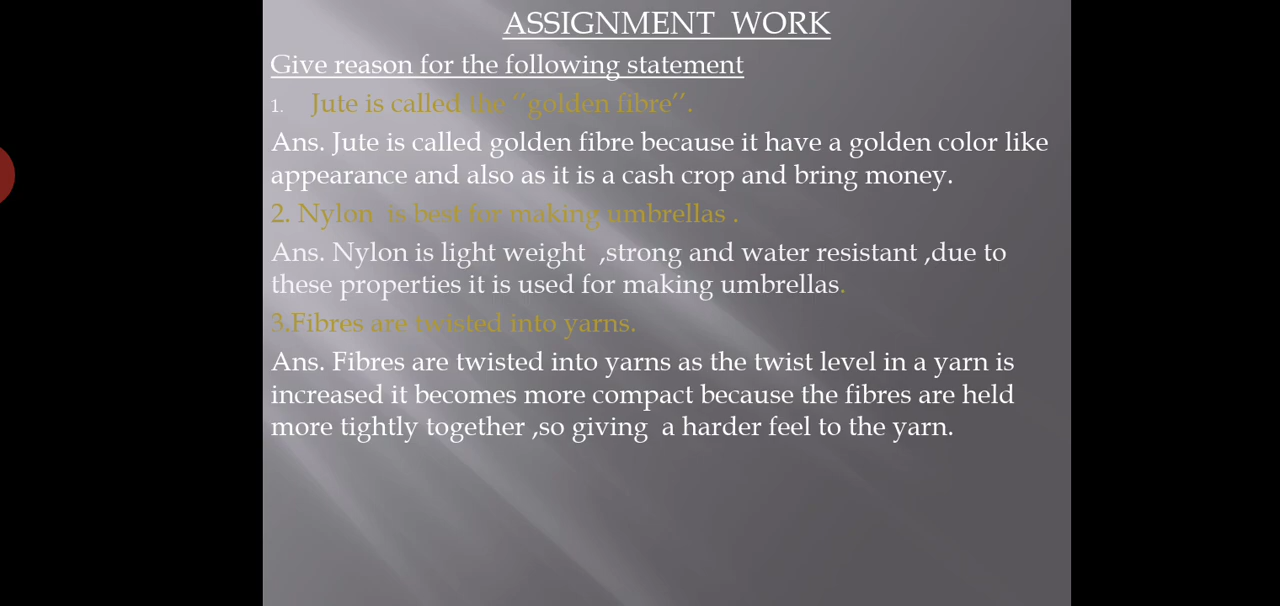 ASSIGNMENT  WORK
Give reason for the following statement
1. Jute is called the ‘’golden fibre’’.
Ans. Jute is called golden fibre because it have a golden color like
appearance and also as it is a cash crop and bring money.
2. Nylon  is best for making umbrellas .
Ans. Nylon is light weight  ,strong and water resistant ,due to
these properties it is used for making umbrellas.
3.Fibres are twisted into yarns.
Ans. Fibres are twisted into yarns as the twist level in a yarn is
increased it becomes more compact because the fibres are held
more tightly together ,so giving  a harder feel to the yarn.